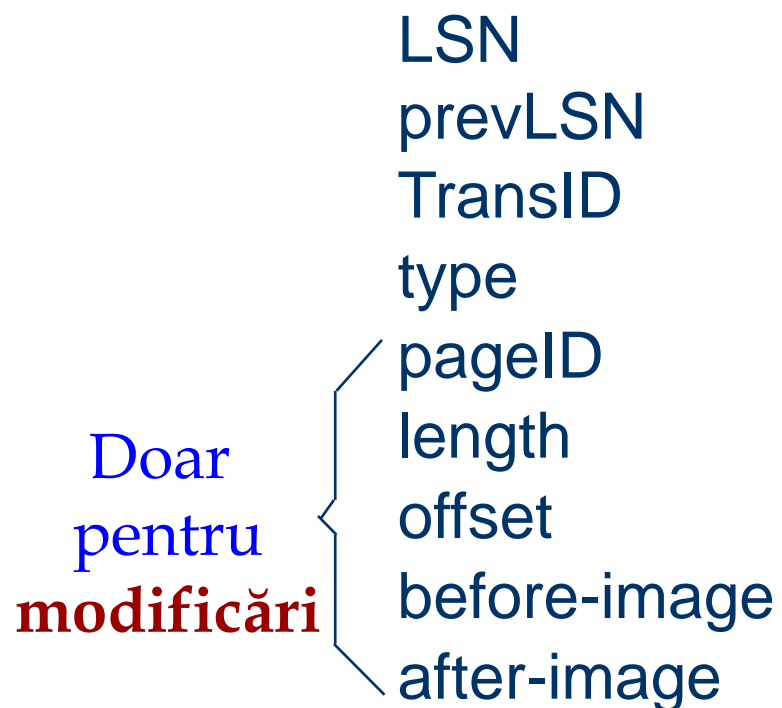 LSN
prevLSN
TransID
type
pageID
length
offset
before-image
after-image
Doar
pentru
modificări